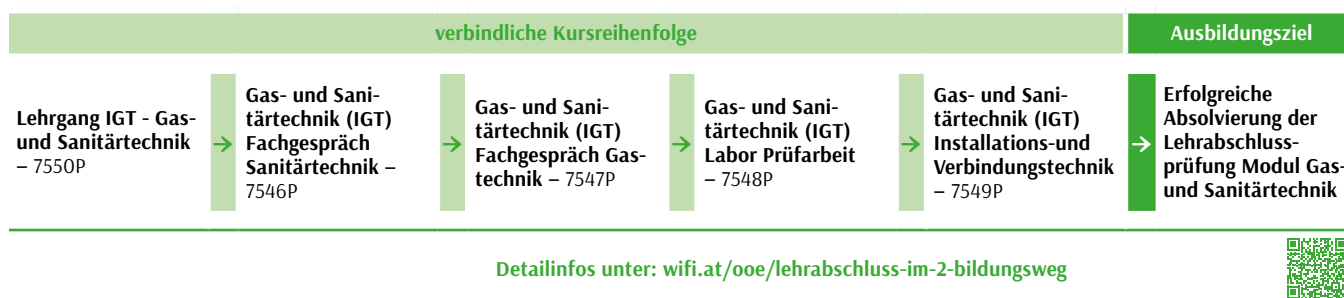 verbindliche Kursreihenfolge
Ausbildungsziel
Lehrgang IGT - Gas-
und Sanitärtechnik
– 7550P
→
Gas- und Sani-
tärtechnik (IGT)
Fachgespräch
Sanitärtechnik –
7546P
→
Gas- und Sani-
tärtechnik (IGT)
Fachgespräch Gas-
technik – 7547P
→
Gas- und Sani-
tärtechnik (IGT)
Labor Prüfarbeit
– 7548P
→
Gas- und Sani-
tärtechnik (IGT)
Installations-und
Verbindungstechnik
– 7549P
→
Erfolgreiche
Absolvierung der
Lehrabschluss-
prüfung Modul Gas-
und Sanitärtechnik
Detailinfos unter: wifi.at/ooe/lehrabschluss-im-2-bildungsweg